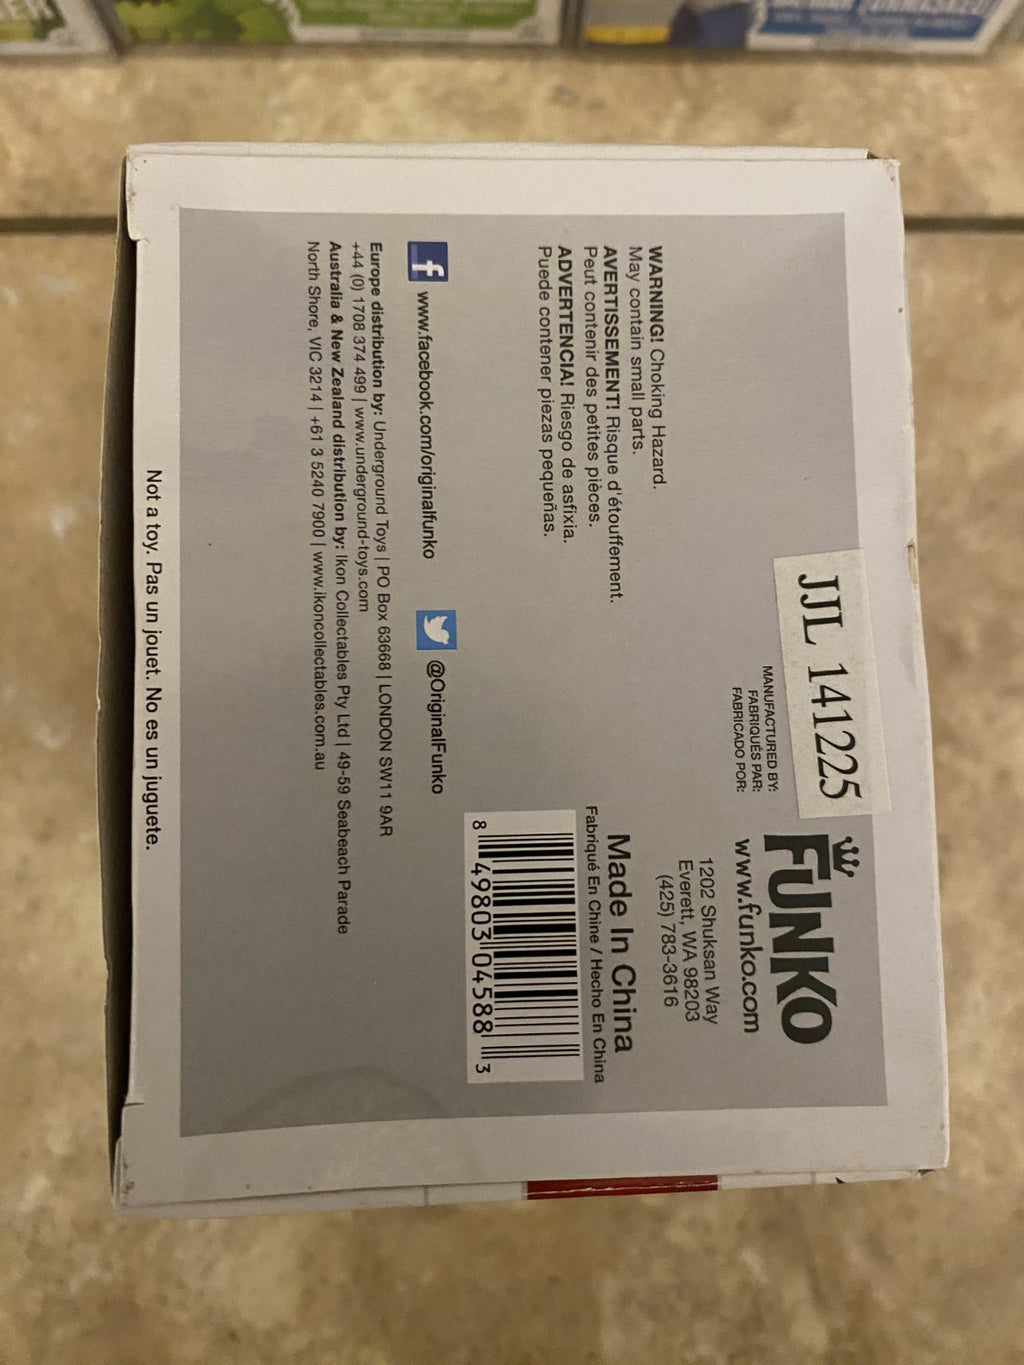 WARNING! Choking Hazard.
May contain small parts.
AVERTISSEMENT! Risque d'étouffement.
Peut contenir des petites pièces.
ADVERTENCIA! Riesgo de asfixia.
Puede contener piezas pequeñas.
JJL 141225
MANUFACTURED BY:
FABRIQUÉS PAR:
FABRICADO POR:
FUNKO
www.funko.com
1202 Shuksan Way
Everett, WA 98203
(425) 783-3616
Made In China
Fabriqué En Chine / Hecho En China
8 49803 04588 3
f www.facebook.com/originalfunko
@OriginalFunko
Europe distribution by: Underground Toys | PO Box 63668 | LONDON SW11 9AR
+44 (0) 1708 374 499 | www.underground-toys.com
Australia & New Zealand distribution by: Ikon Collectables Pty Ltd | 49-59 Seabeach Parade
North Shore, VIC 3214 | +61 3 5240 7900 | www.ikoncollectables.com.au
Not a toy. Pas un jouet. No es un juguete.